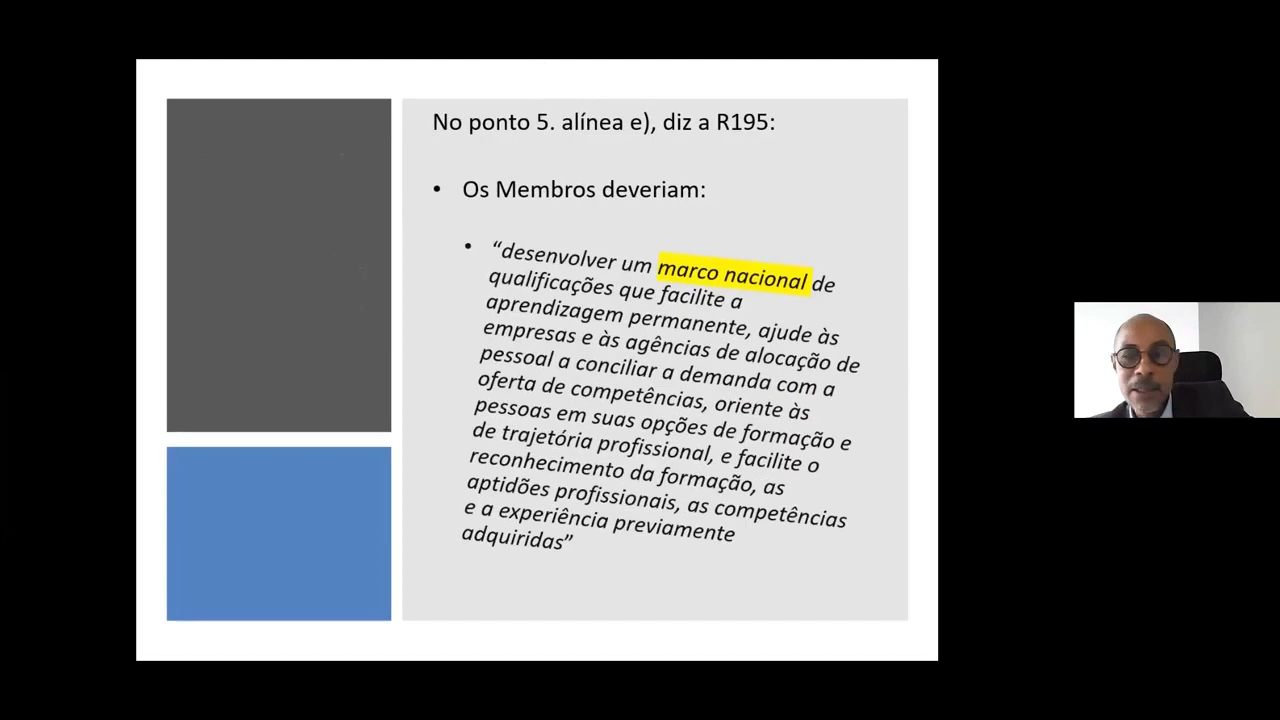 No ponto 5. alínea e), diz a R195:
• Os Membros deveriam:
• “desenvolver um marco nacional de
qualificações que facilite a
aprendizagem permanente, ajude às
empresas e às agências de alocação de
pessoal a conciliar a demanda com a
oferta de competências, oriente às
pessoas em suas opções de formação e
de trajetória profissional, e facilite o
reconhecimento da formação, as
aptidões profissionais, as competências
e a experiência previamente
adquiridas”